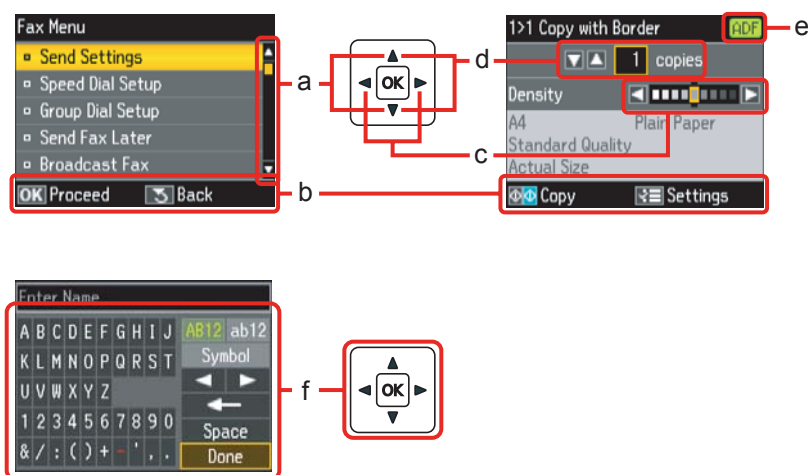 Fax Menu
Send Settings
Speed Dial Setup
Group Dial Setup
Send Fax Later
Broadcast Fax
OK Proceed Back
a
b
OK
d
c
1>1 Copy with Border ADF
1 copies
Density
A4 Plain Paper
Standard Quality
Actual Size
Copy Settings
e
Enter Name
A B C D E F G H I J AB12 ab12
K L M N O P Q R S T Symbol
U V W X Y Z
1 2 3 4 5 6 7 8 9 0 Space
& / : ( ) + - ' , . Done
f
OK